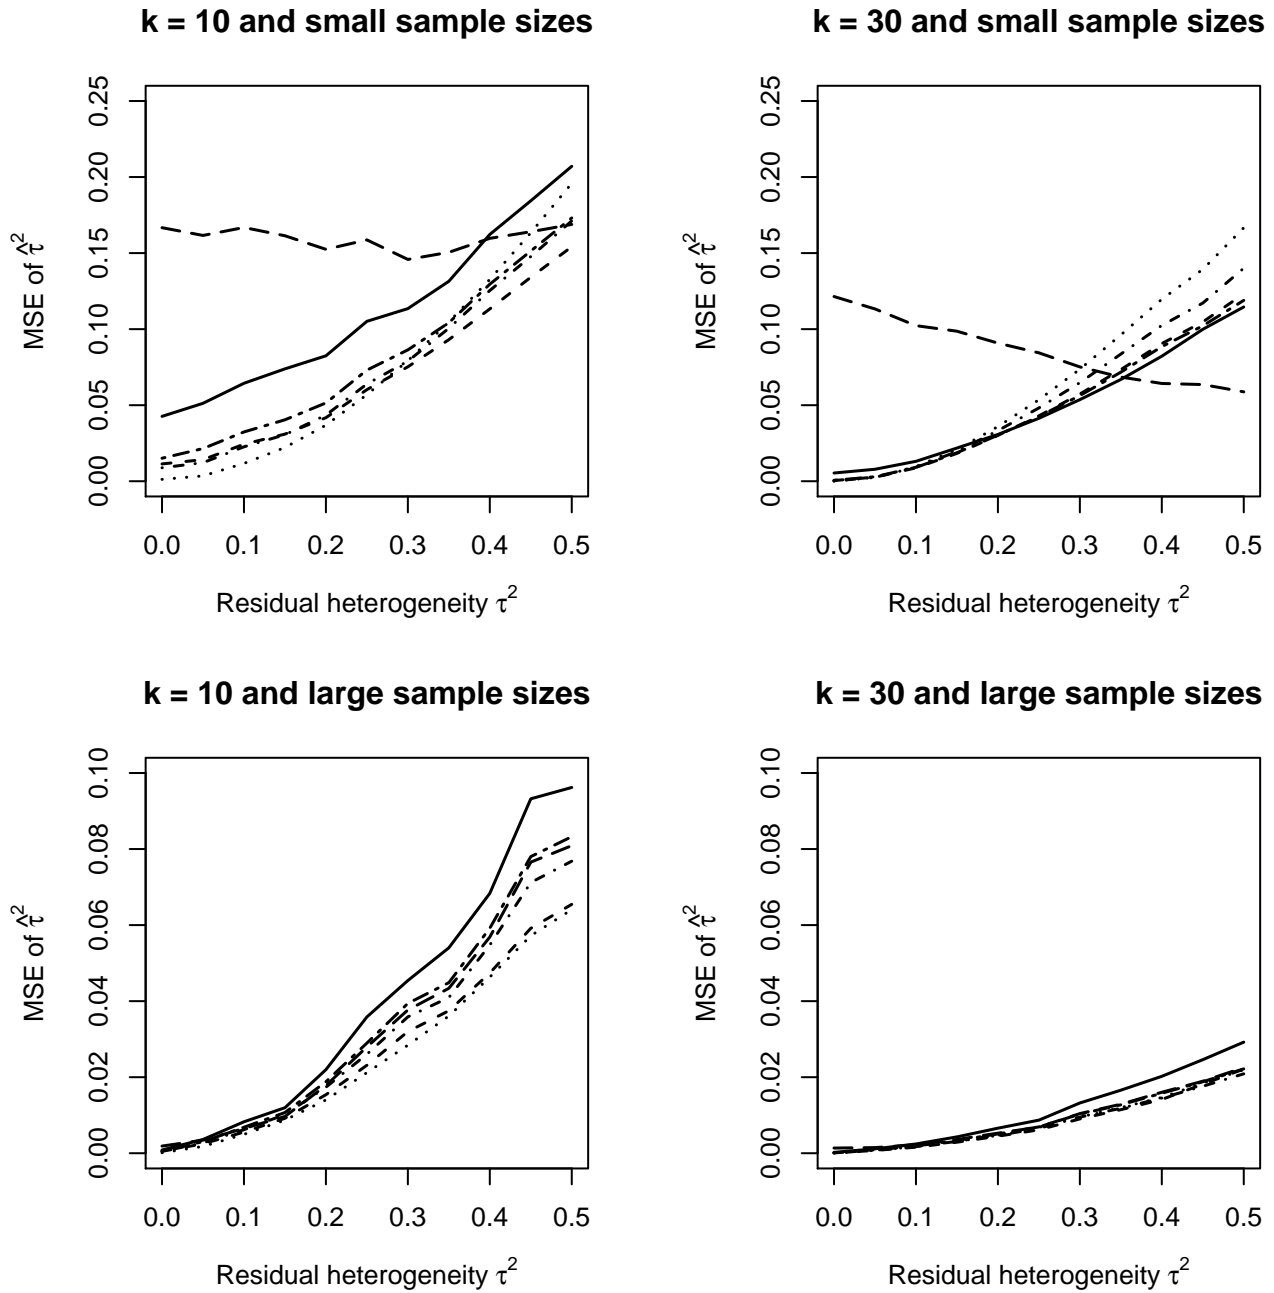 k = 10 and small sample sizes
0.25
0.20
0.15
0.10
0.05
0.00
MSE of τ̂²
0.0 0.1 0.2 0.3 0.4 0.5
Residual heterogeneity τ²
k = 30 and small sample sizes
0.25
0.20
0.15
0.10
0.05
0.00
MSE of τ̂²
0.0 0.1 0.2 0.3 0.4 0.5
Residual heterogeneity τ²
k = 10 and large sample sizes
0.10
0.08
0.06
0.04
0.02
0.00
MSE of τ̂²
0.0 0.1 0.2 0.3 0.4 0.5
Residual heterogeneity τ²
k = 30 and large sample sizes
0.10
0.08
0.06
0.04
0.02
0.00
MSE of τ̂²
0.0 0.1 0.2 0.3 0.4 0.5
Residual heterogeneity τ²